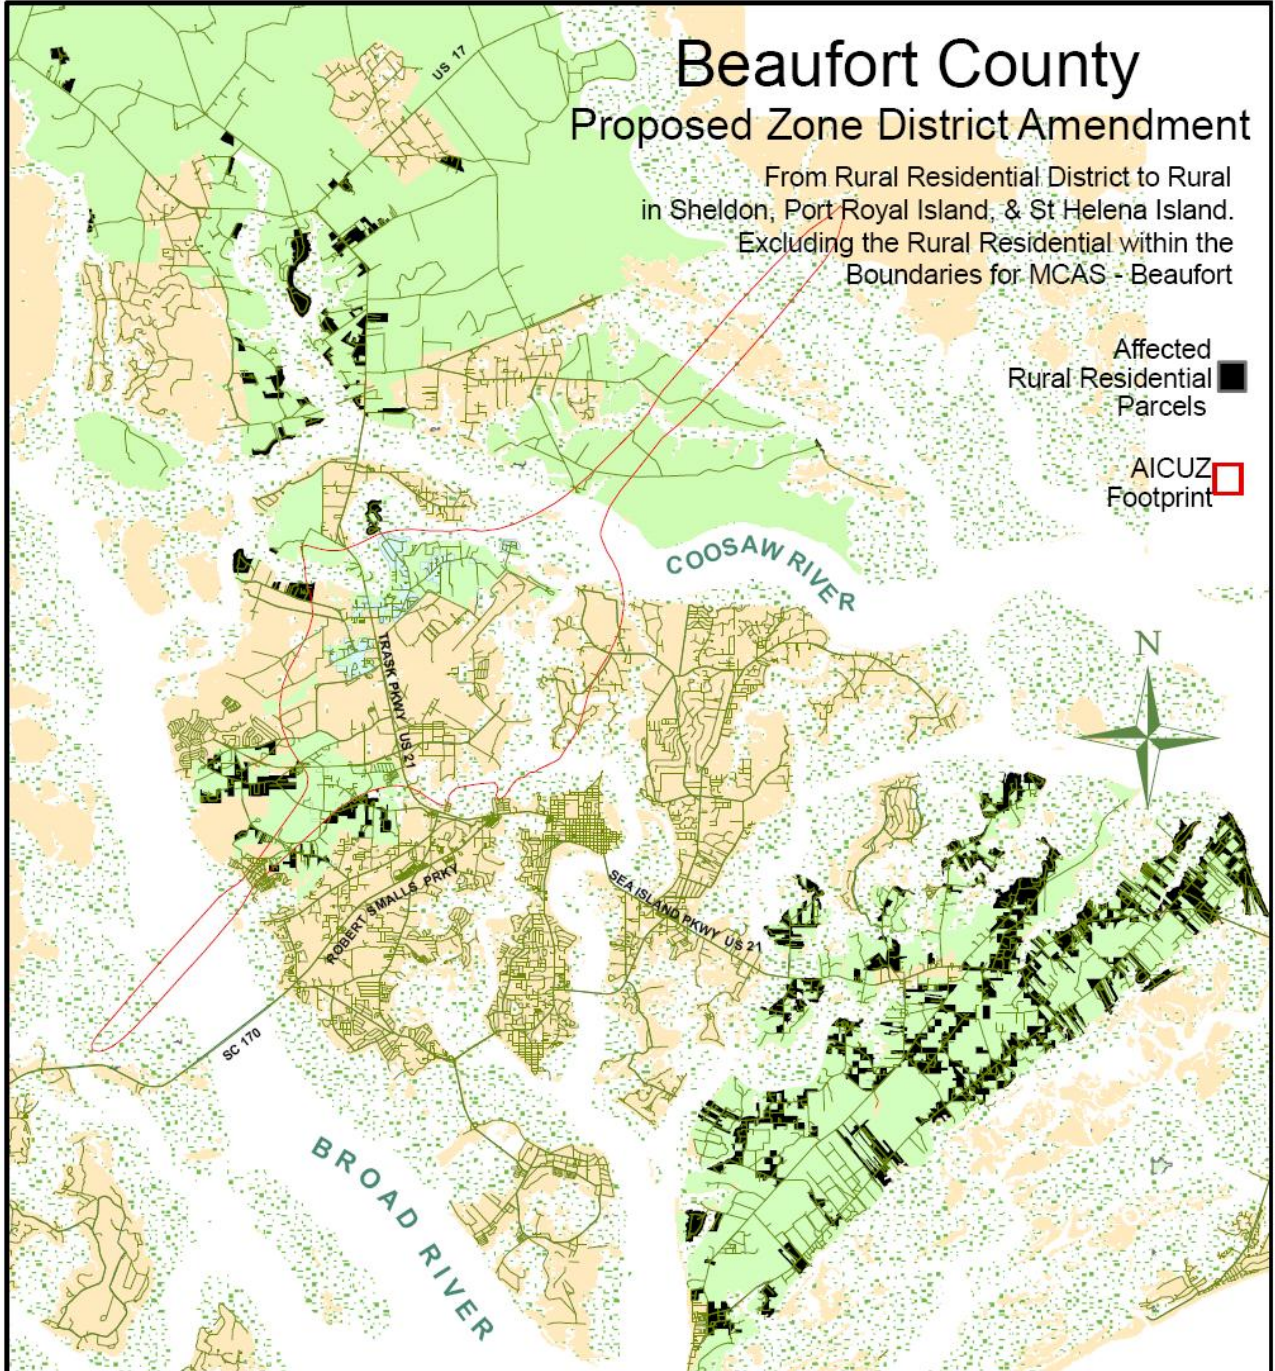 Beaufort County
Proposed Zone District Amendment
From Rural Residential District to Rural
in Sheldon, Port Royal Island, & St Helena Island.
Excluding the Rural Residential within the
Boundaries for MCAS - Beaufort
US 17
Affected
Rural Residential
Parcels
AICUZ
Footprint
COOSAW RIVER
N
TRASK PKWY US 21
ROBERT SMALLS PRKY
SEA ISLAND PKWY US 21
SC 170
BROAD RIVER